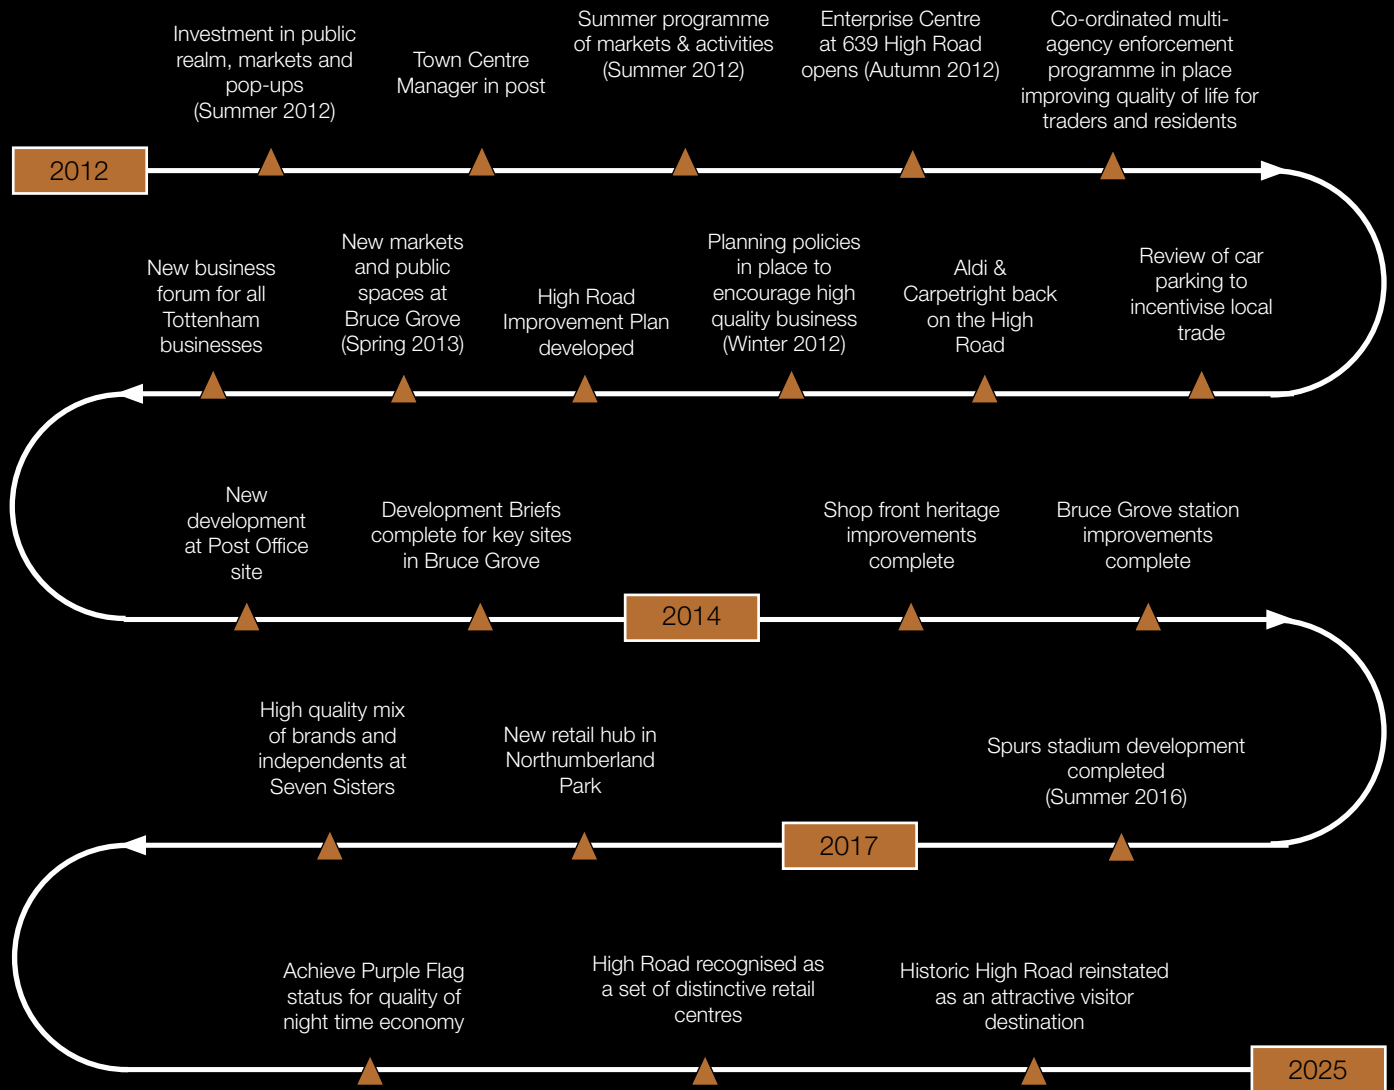 2012
Investment in public
realm, markets and
pop-ups
(Summer 2012)
Town Centre
Manager in post
Summer programme
of markets & activities
(Summer 2012)
Enterprise Centre
at 639 High Road
opens (Autumn 2012)
Co-ordinated multi-
agency enforcement
programme in place
improving quality of life for
traders and residents
Review of car
parking to
incentivise local
trade
Aldi &
Carpetright back
on the High
Road
Planning policies
in place to
encourage high
quality business
(Winter 2012)
High Road
Improvement Plan
developed
New markets
and public
spaces at
Bruce Grove
(Spring 2013)
New business
forum for all
Tottenham
businesses
New
development
at Post Office
site
Development Briefs
complete for key sites
in Bruce Grove
2014
Shop front heritage
improvements
complete
Bruce Grove station
improvements
complete
Spurs stadium development
completed
(Summer 2016)
2017
New retail hub in
Northumberland
Park
High quality mix
of brands and
independents at
Seven Sisters
Achieve Purple Flag
status for quality of
night time economy
High Road recognised as
a set of distinctive retail
centres
Historic High Road reinstated
as an attractive visitor
destination
2025